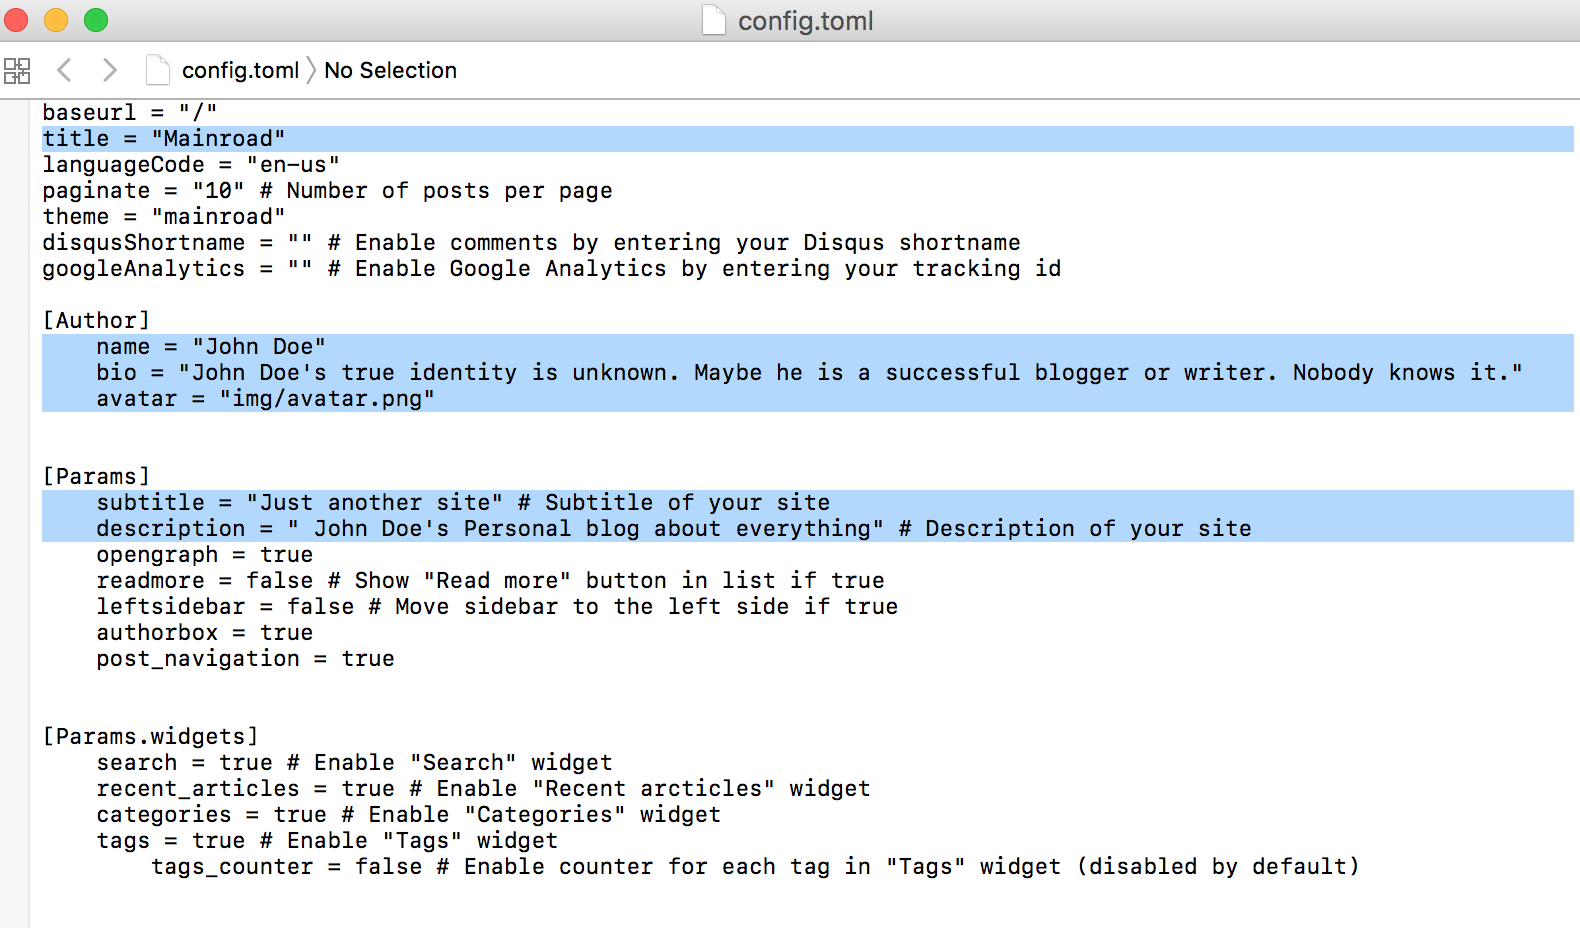 config.toml
config.toml No Selection
baseurl = "/"
title = "Mainroad"
languageCode = "en-us"
paginate = "10" # Number of posts per page
theme = "mainroad"
disqusShortname = "" # Enable comments by entering your Disqus shortname
googleAnalytics = "" # Enable Google Analytics by entering your tracking id
[Author]
    name = "John Doe"
    bio = "John Doe's true identity is unknown. Maybe he is a successful blogger or writer. Nobody knows it."
    avatar = "img/avatar.png"
[Params]
    subtitle = "Just another site" # Subtitle of your site
    description = " John Doe's Personal blog about everything" # Description of your site
    opengraph = true
    readmore = false # Show "Read more" button in list if true
    leftsidebar = false # Move sidebar to the left side if true
    authorbox = true
    post_navigation = true
[Params.widgets]
    search = true # Enable "Search" widget
    recent_articles = true # Enable "Recent arcticles" widget
    categories = true # Enable "Categories" widget
    tags = true # Enable "Tags" widget
        tags_counter = false # Enable counter for each tag in "Tags" widget (disabled by default)